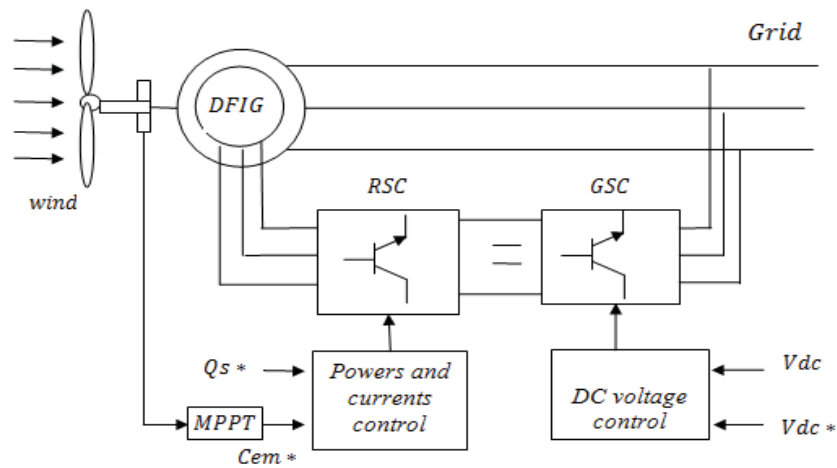 Grid
DFIG
wind
RSC
GSC
Qs *
Powers and
currents
control
MPPT
Cem *
DC voltage
control
Vdc
Vdc *